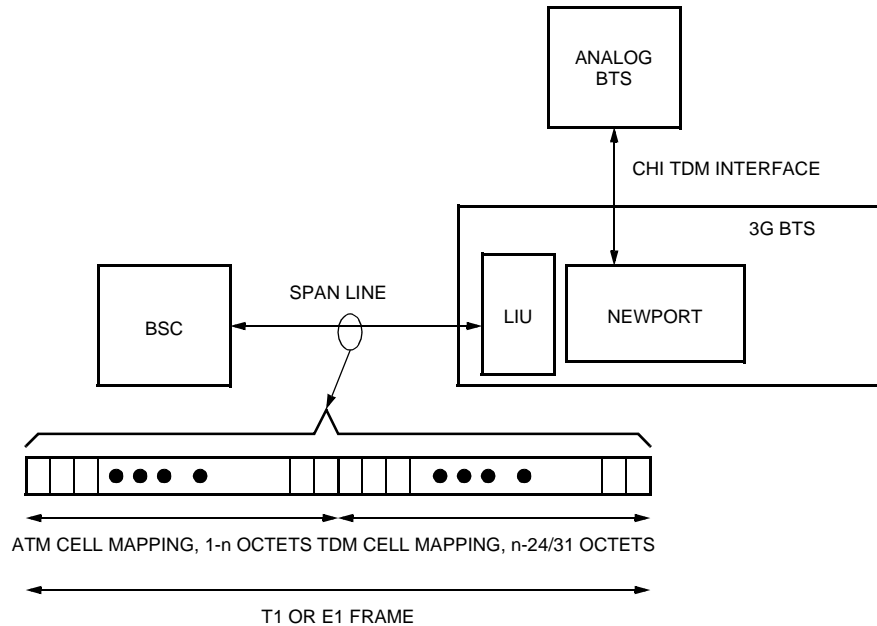 ANALOG
BTS
CHI TDM INTERFACE
3G BTS
SPAN LINE
BSC
LIU
NEWPORT
ATM CELL MAPPING, 1-n OCTETS TDM CELL MAPPING, n-24/31 OCTETS
T1 OR E1 FRAME